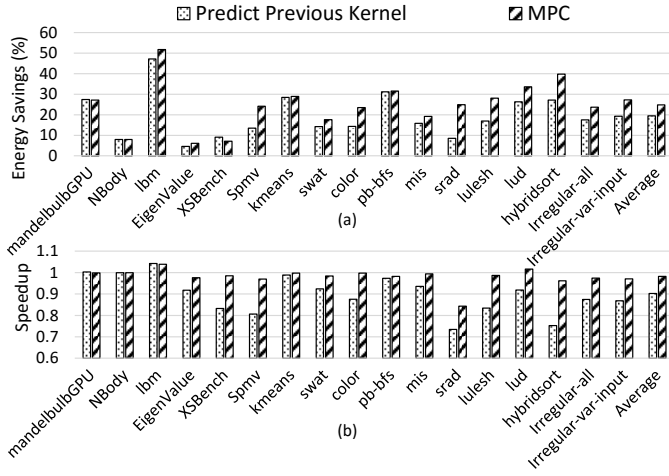 Predict Previous Kernel MPC
Energy Savings (%)
60
50
40
30
20
10
0
mandelbulbGPU
NBody
lbm
EigenValue
XSBench
Spmv
kmeans
swat
color
pb-bfs
mis
srad
lulesh
lud
hybridsort
Irregular-all
Irregular-var-input
Average
(a)
Speedup
1.1
1
0.9
0.8
0.7
0.6
mandelbulbGPU
NBody
lbm
EigenValue
XSBench
Spmv
kmeans
swat
color
pb-bfs
mis
srad
lulesh
lud
hybridsort
Irregular-all
Irregular-var-input
Average
(b)